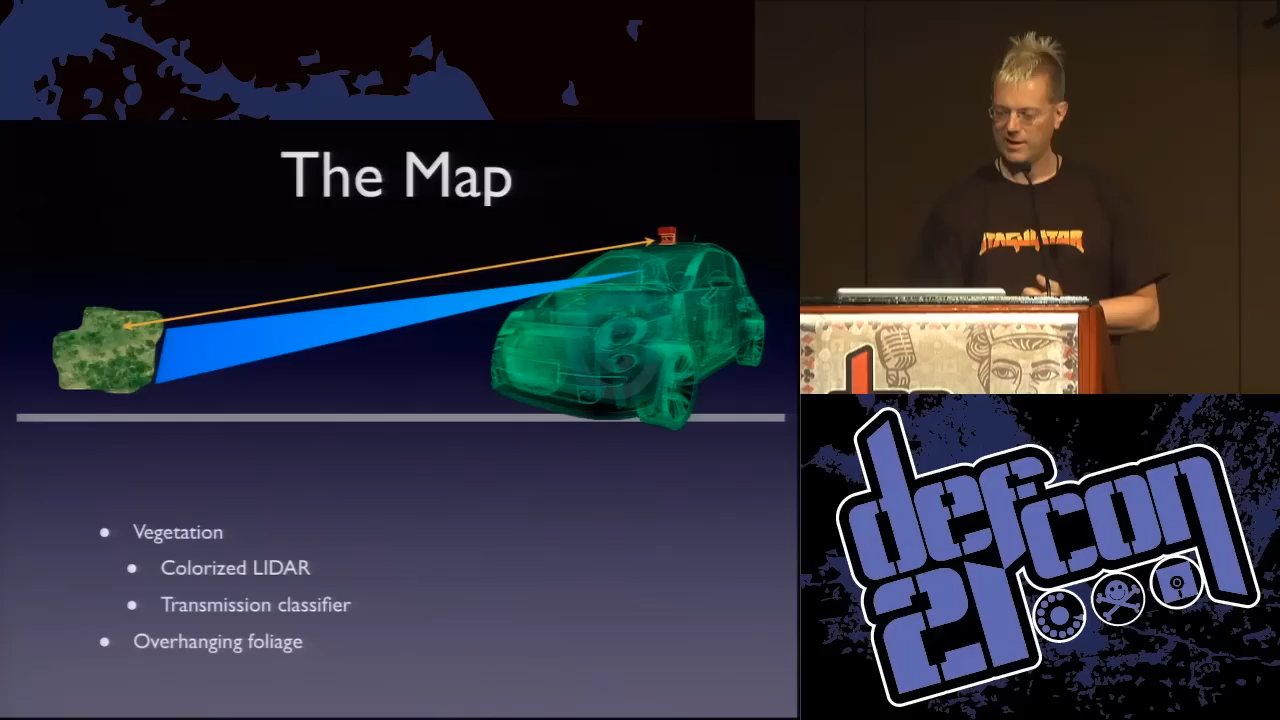 The Map
Vegetation
Colorized LIDAR
Transmission classifier
Overhanging foliage
defcon
21